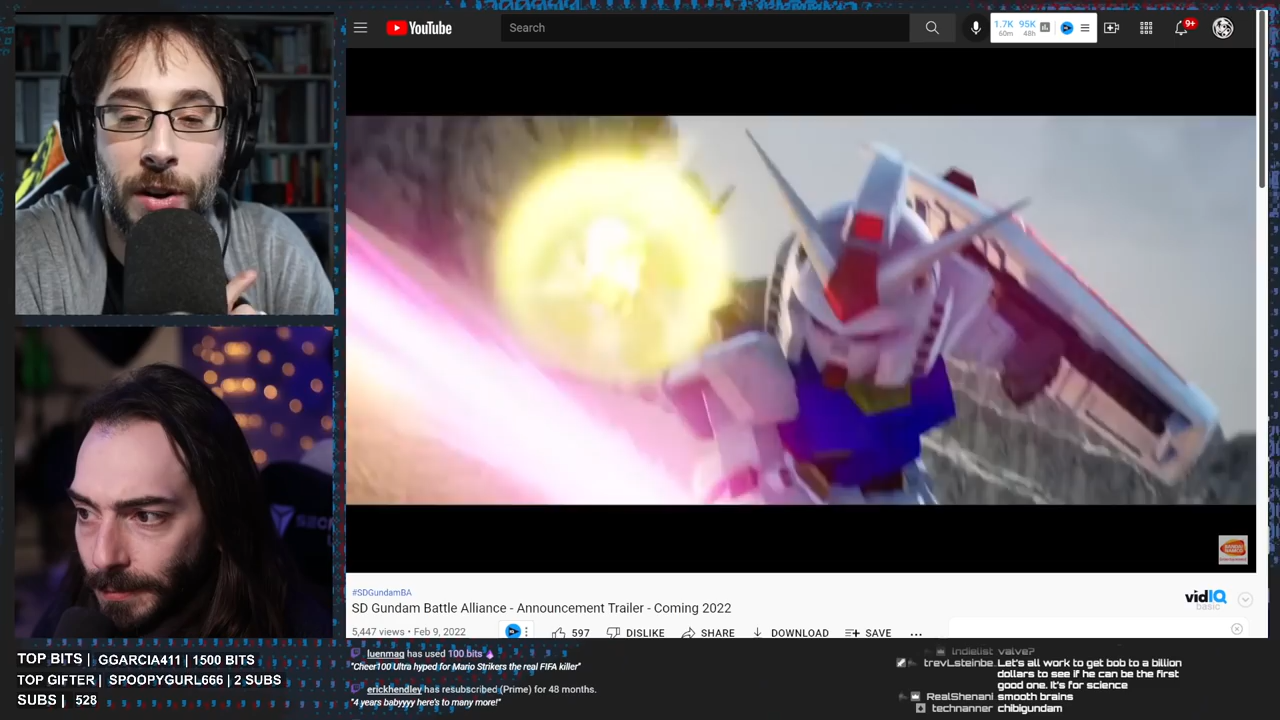 YouTube
Search
1.7K 95K
60m 48h
9+
BANDAI
NAMCO
#SDGundamBA
SD Gundam Battle Alliance - Announcement Trailer - Coming 2022
vidIQ
basic
5,447 views • Feb 9, 2022
597
DISLIKE
SHARE
DOWNLOAD
SAVE
TOP BITS | GGARCIA411 | 1500 BITS
TOP GIFTER | SPOOPYGURL666 | 2 SUBS
SUBS | 528
luenmag has used 100 bits
"Cheer100 Ultra hyped for Mario Strikers the real FIFA killer"
erickhendley has resubscribed (Prime) for 48 months.
"4 years babyyyy here's to many more!"
Indielist valve?
trevLsteinbe Let's all work to get bob to a billion
dollars to see if he can be the first
good one. It's for science
RealShenani smooth brains
technanner chibigundam